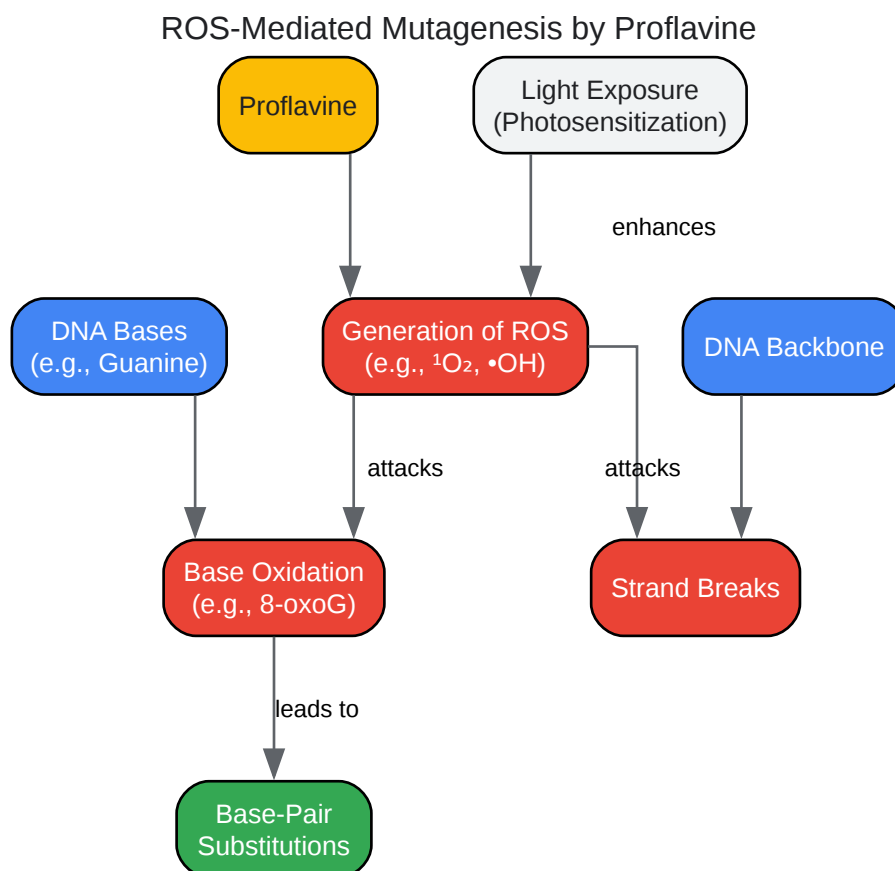 ROS-Mediated Mutagenesis by Proflavine
Proflavine
Light Exposure
(Photosensitization)
enhances
DNA Bases
(e.g., Guanine)
Generation of ROS
(e.g., ¹O₂, •OH)
DNA Backbone
attacks
attacks
Base Oxidation
(e.g., 8-oxoG)
Strand Breaks
leads to
Base-Pair
Substitutions